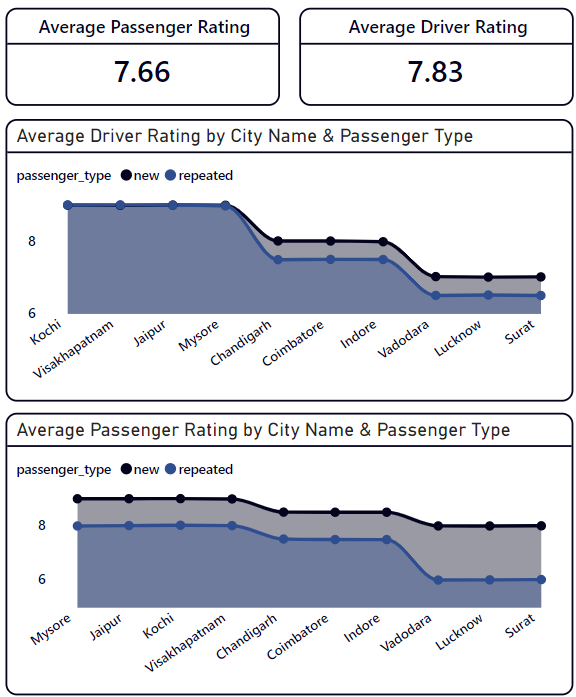 Average Passenger Rating
7.66
Average Driver Rating
7.83
Average Driver Rating by City Name & Passenger Type
passenger_type new repeated
8
6
Kochi
Visakhapatnam
Jaipur
Mysore
Chandigarh
Coimbatore
Indore
Vadodara
Lucknow
Surat
Average Passenger Rating by City Name & Passenger Type
passenger_type new repeated
8
6
Mysore
Jaipur
Kochi
Visakhapatnam
Chandigarh
Coimbatore
Indore
Vadodara
Lucknow
Surat